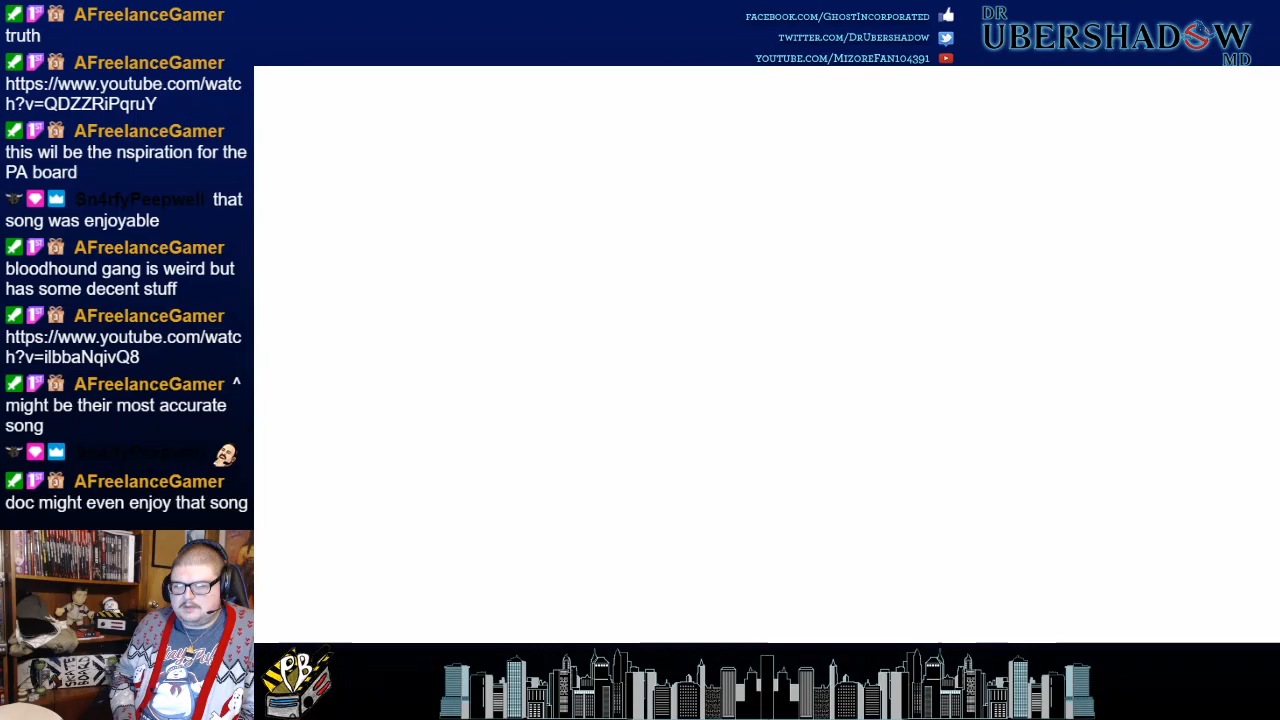 AFreelanceGamer
truth
AFreelanceGamer
https://www.youtube.com/watc
h?v=QDZZRiPqruY
AFreelanceGamer
this wil be the nspiration for the
PA board
Sn4rfyPeepwell that
song was enjoyable
AFreelanceGamer
bloodhound gang is weird but
has some decent stuff
AFreelanceGamer
https://www.youtube.com/watc
h?v=ilbbaNqivQ8
AFreelanceGamer ^
might be their most accurate
song
AFreelanceGamer
doc might even enjoy that song
facebook.com/GhostIncorporated
twitter.com/DrUbershadow
youtube.com/MizoreFan104391
DR
UBERSHADOW
MD
PB